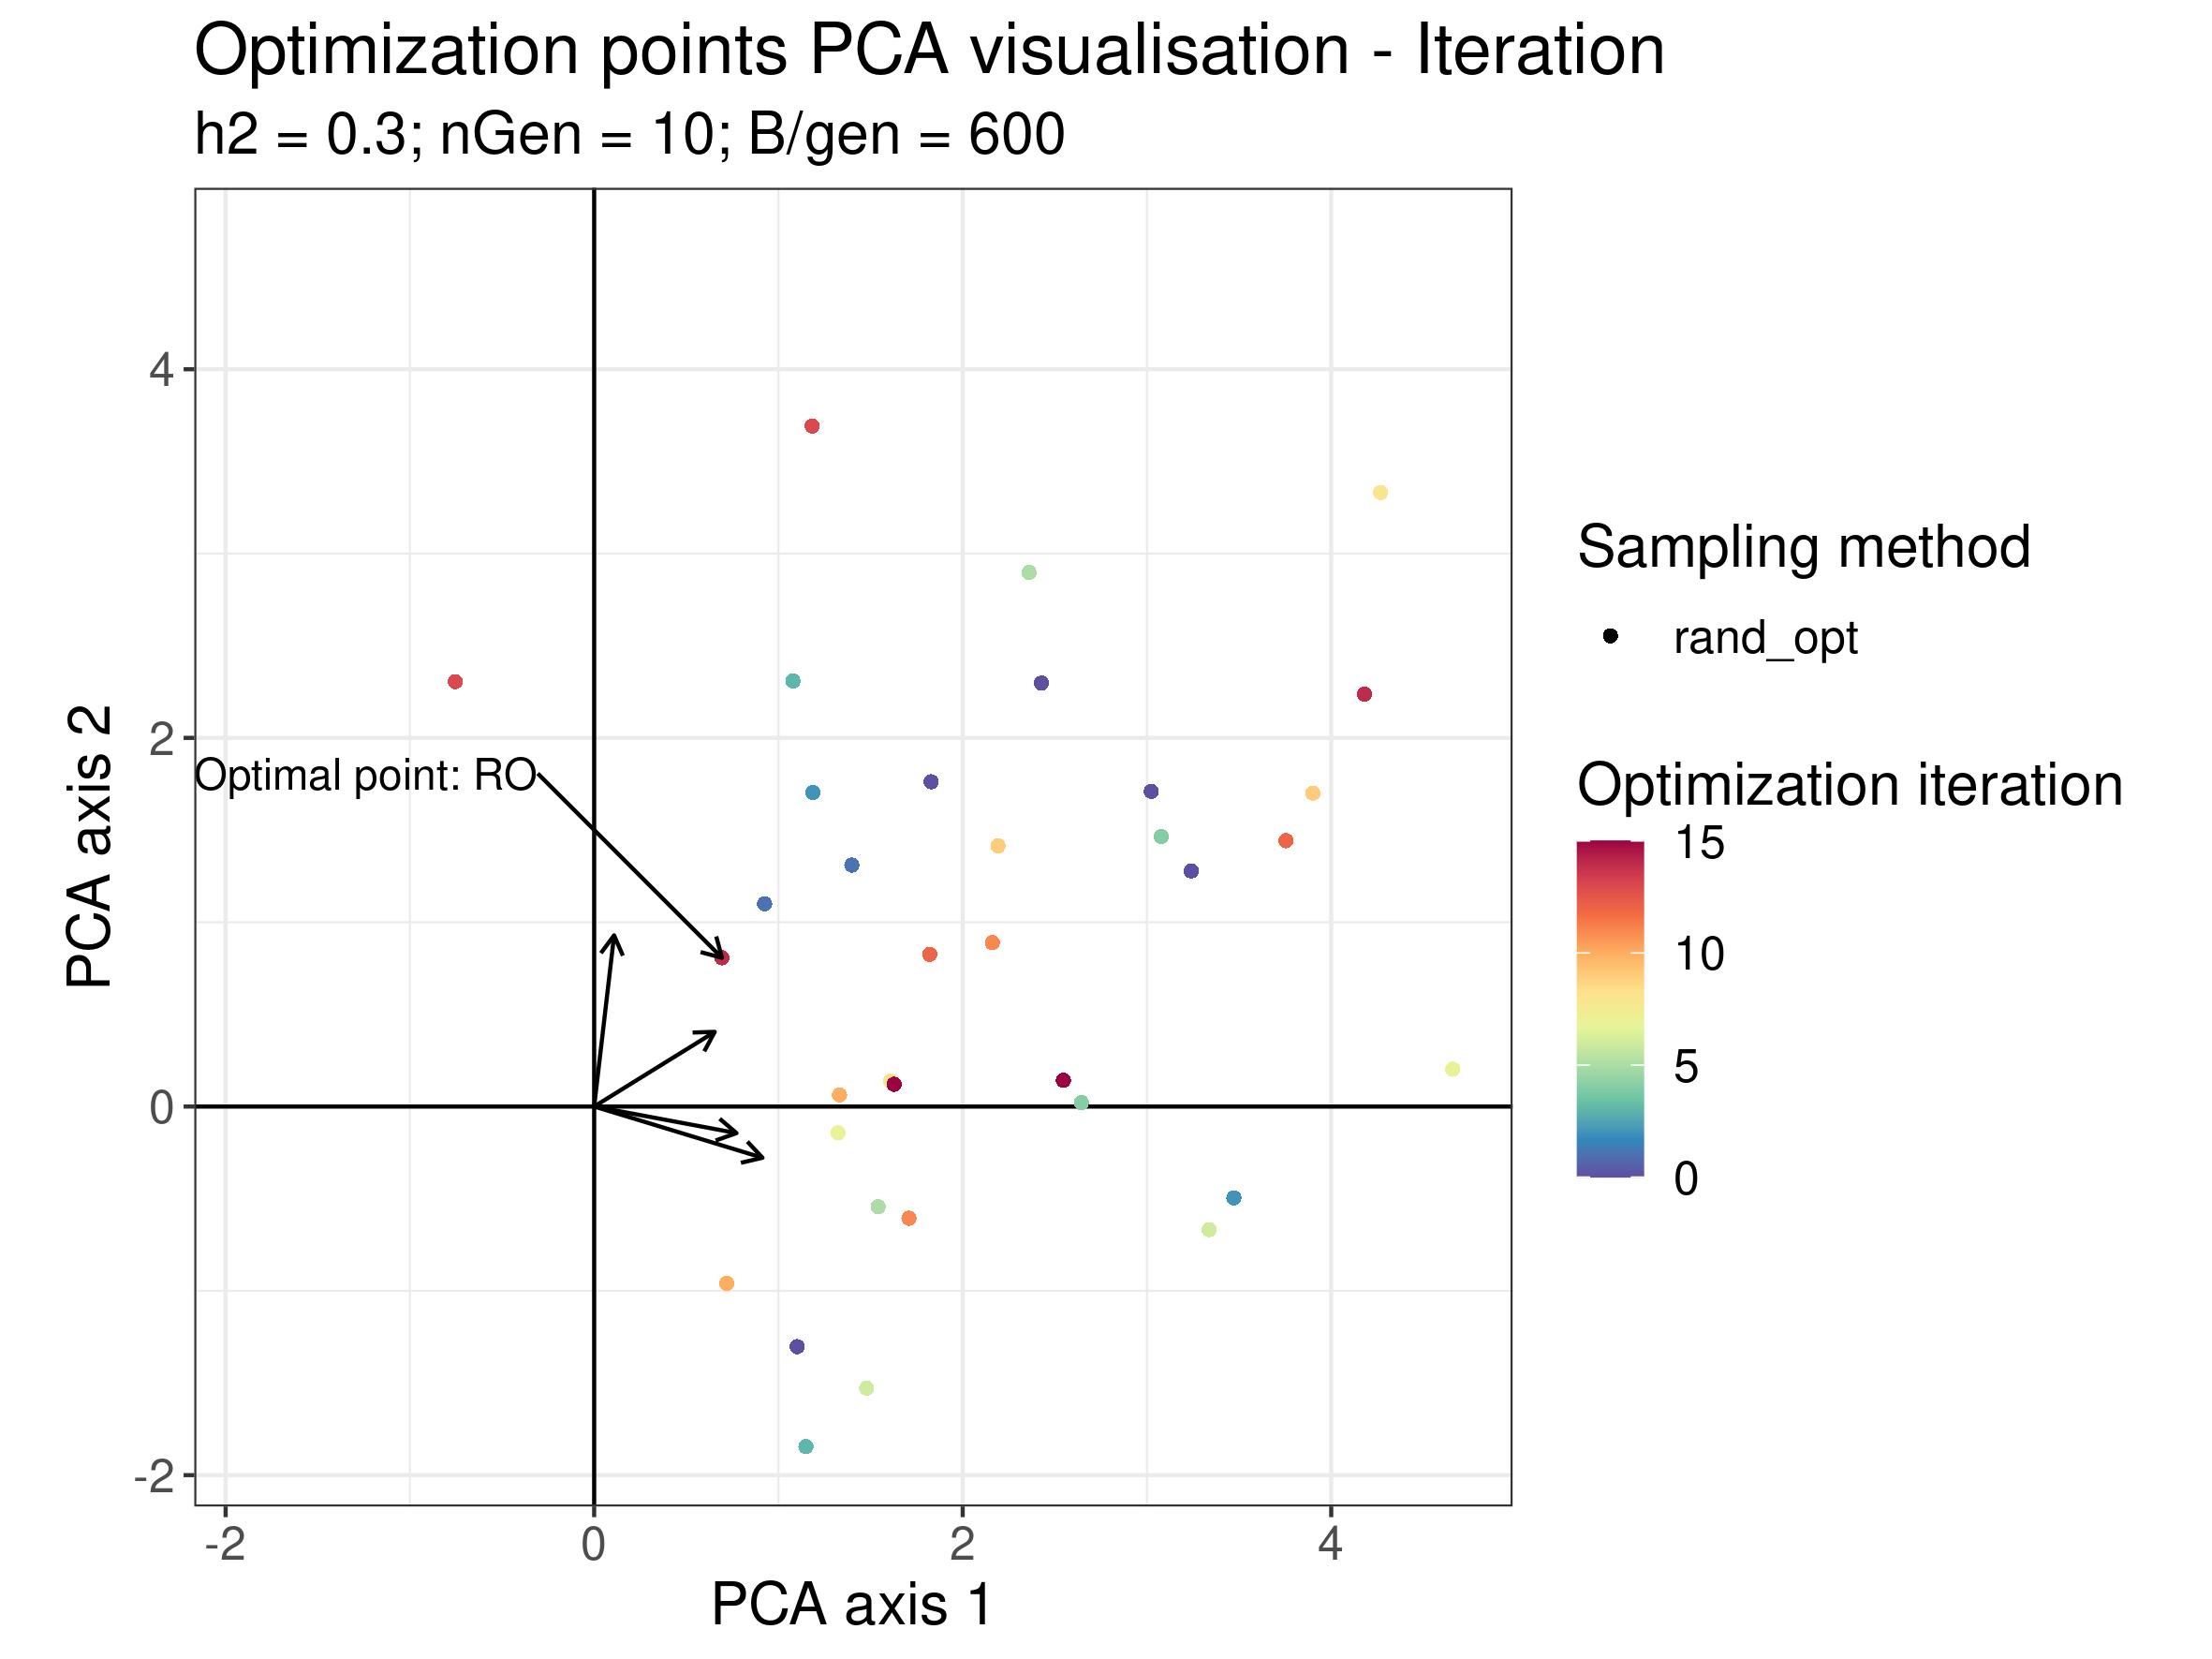 Optimization points PCA visualisation - Iteration
h2 = 0.3; nGen = 10; B/gen = 600
PCA axis 2
4
2
0
-2
Optimal point: RO
-2
0
2
4
PCA axis 1
Sampling method
rand_opt
Optimization iteration
15
10
5
0